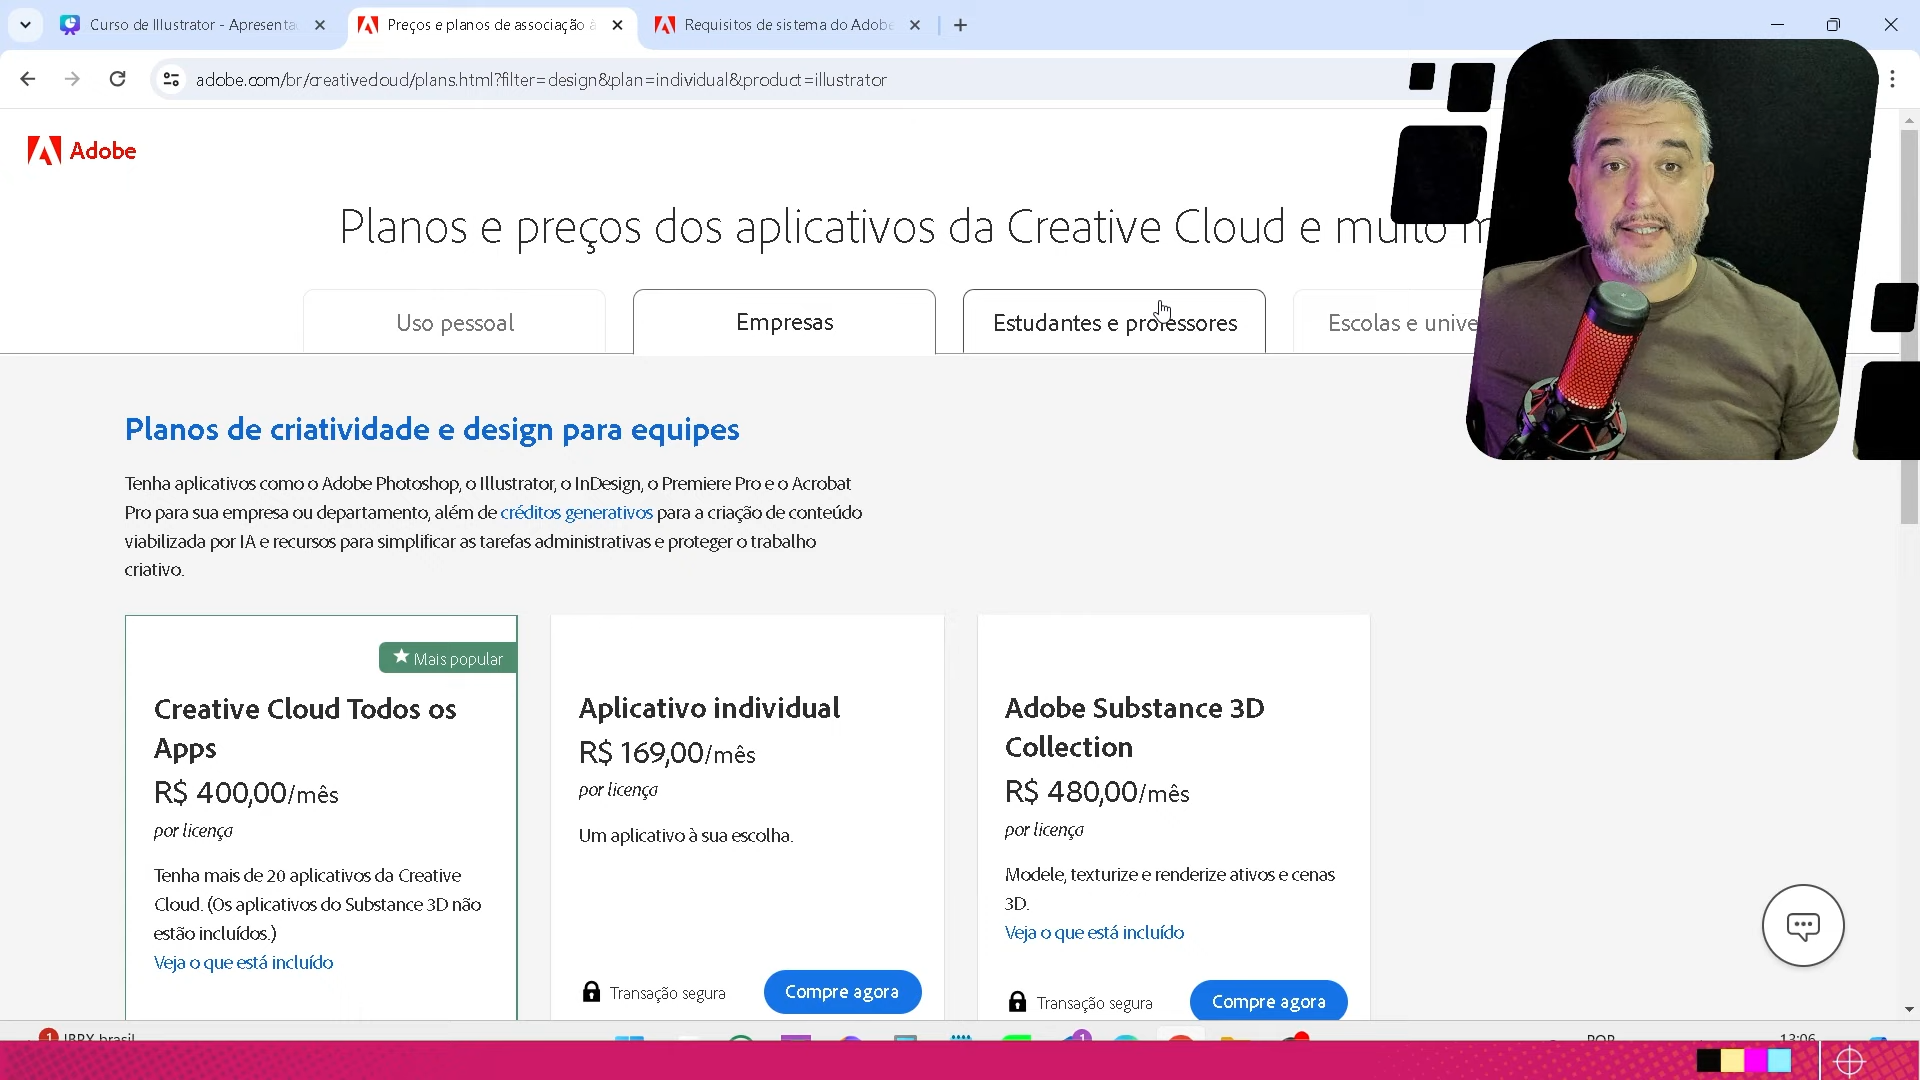 Curso de Illustrator - Apresenta
Preços e planos de associação à
Requisitos de sistema do Adobe
adobe.com/br/creativecloud/plans.html?filter=design&plan=individual&product=illustrator
Adobe
Planos e preços dos aplicativos da Creative Cloud e muito m
Uso pessoal
Empresas
Estudantes e professores
Escolas e unive
Planos de criatividade e design para equipes
Tenha aplicativos como o Adobe Photoshop, o Illustrator, o InDesign, o Premiere Pro e o Acrobat
Pro para sua empresa ou departamento, além de créditos generativos para a criação de conteúdo
viabilizada por IA e recursos para simplificar as tarefas administrativas e proteger o trabalho
criativo.
Mais popular
Creative Cloud Todos os
Apps
R$ 400,00/mês
por licença
Tenha mais de 20 aplicativos da Creative
Cloud. (Os aplicativos do Substance 3D não
estão incluídos.)
Veja o que está incluído
Aplicativo individual
R$ 169,00/mês
por licença
Um aplicativo à sua escolha.
Transação segura
Compre agora
Adobe Substance 3D
Collection
R$ 480,00/mês
por licença
Modele, texturize e renderize ativos e cenas
3D.
Veja o que está incluído
Transação segura
Compre agora
1
IBRX brasil
1
POR
13:06